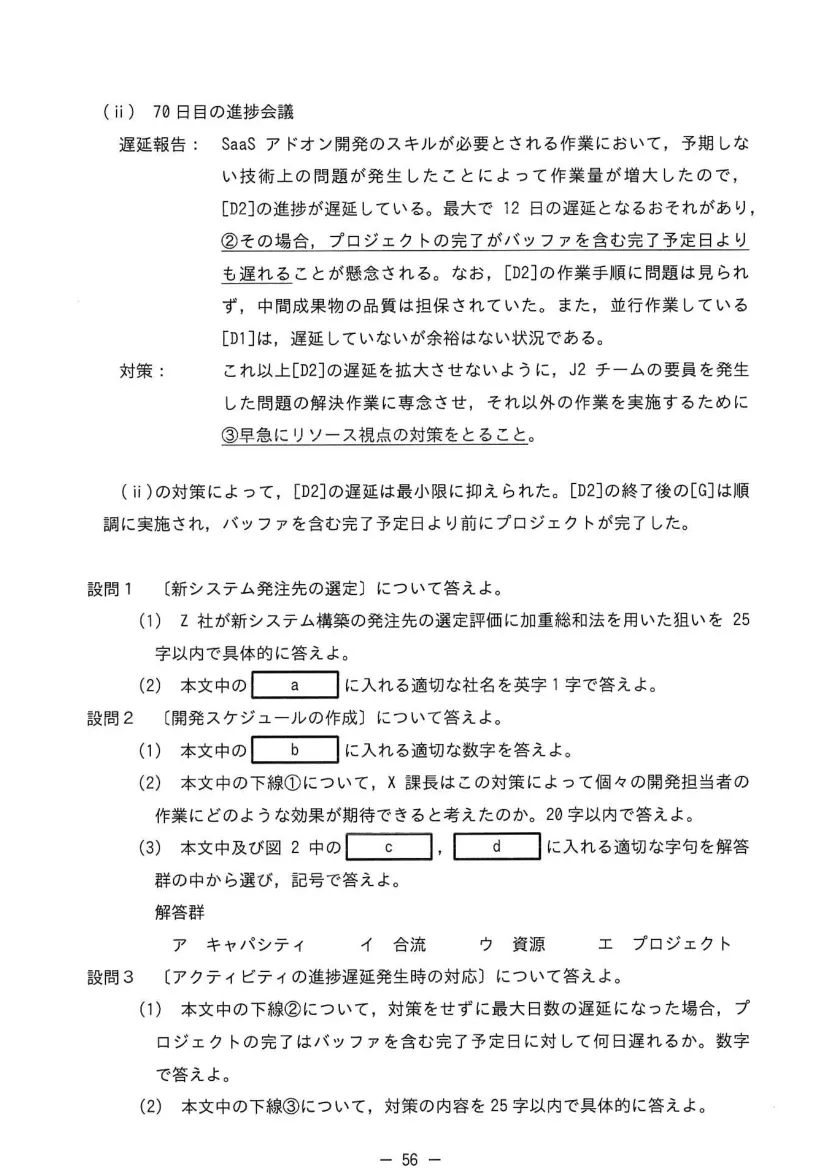 (ⅱ) 70日目の進捗会議
遅延報告： SaaS アドオン開発のスキルが必要とされる作業において，予期しな
い技術上の問題が発生したことによって作業量が増大したので，
[D2]の進捗が遅延している。最大で 12 日の遅延となるおそれがあり，
②その場合，プロジェクトの完了がバッファを含む完了予定日より
も遅れることが懸念される。なお，[D2]の作業手順に問題は見られ
ず，中間成果物の品質は担保されていた。また，並行作業している
[D1]は，遅延していないが余裕はない状況である。
対策： これ以上[D2]の遅延を拡大させないように，J2 チームの要員を発生
した問題の解決作業に専念させ，それ以外の作業を実施するために
③早急にリソース視点の対策をとること。
(ⅱ)の対策によって，[D2]の遅延は最小限に抑えられた。[D2]の終了後の[G]は順
調に実施され，バッファを含む完了予定日より前にプロジェクトが完了した。
設問１ 〔新システム発注先の選定〕について答えよ。
(1) Z 社が新システム構築の発注先の選定評価に加重総和法を用いた狙いを 25
字以内で具体的に答えよ。
(2) 本文中の a に入れる適切な社名を英字１字で答えよ。
設問２ 〔開発スケジュールの作成〕について答えよ。
(1) 本文中の b に入れる適切な数字を答えよ。
(2) 本文中の下線①について，X 課長はこの対策によって個々の開発担当者の
作業にどのような効果が期待できると考えたのか。20 字以内で答えよ。
(3) 本文中及び図 2 中の c ， d に入れる適切な字句を解答
群の中から選び，記号で答えよ。
解答群
ア キャパシティ イ 合流 ウ 資源 エ プロジェクト
設問３ 〔アクティビティの進捗遅延発生時の対応〕について答えよ。
(1) 本文中の下線②について，対策をせずに最大日数の遅延になった場合，プ
ロジェクトの完了はバッファを含む完了予定日に対して何日遅れるか。数字
で答えよ。
(2) 本文中の下線③について，対策の内容を 25 字以内で具体的に答えよ。
－ 56 －